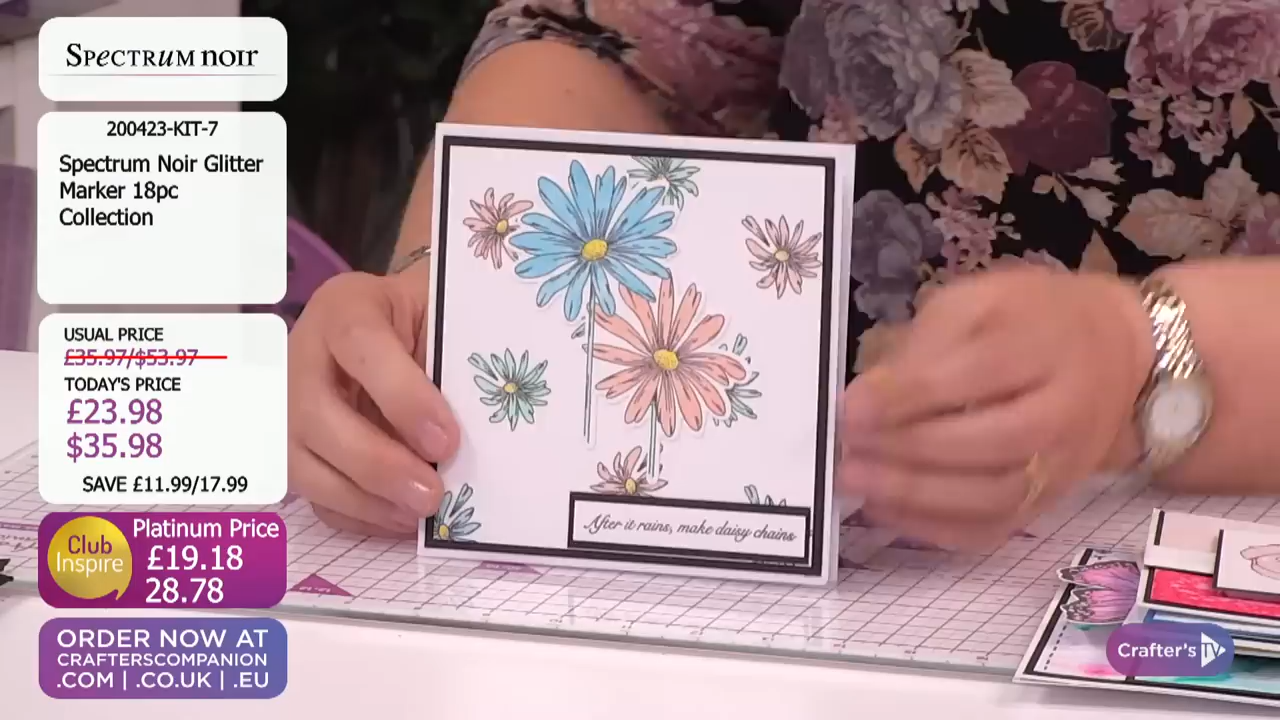 SPECTRUM NOIR
200423-KIT-7
Spectrum Noir Glitter
Marker 18pc
Collection
USUAL PRICE
£35.97/$53.97
TODAY'S PRICE
£23.98
$35.98
SAVE £11.99/17.99
Club
Inspire
Platinum Price
£19.18
28.78
ORDER NOW AT
CRAFTERSCOMPANION
.COM | .CO.UK | .EU
After it rains, make daisy chains
Crafter's TV